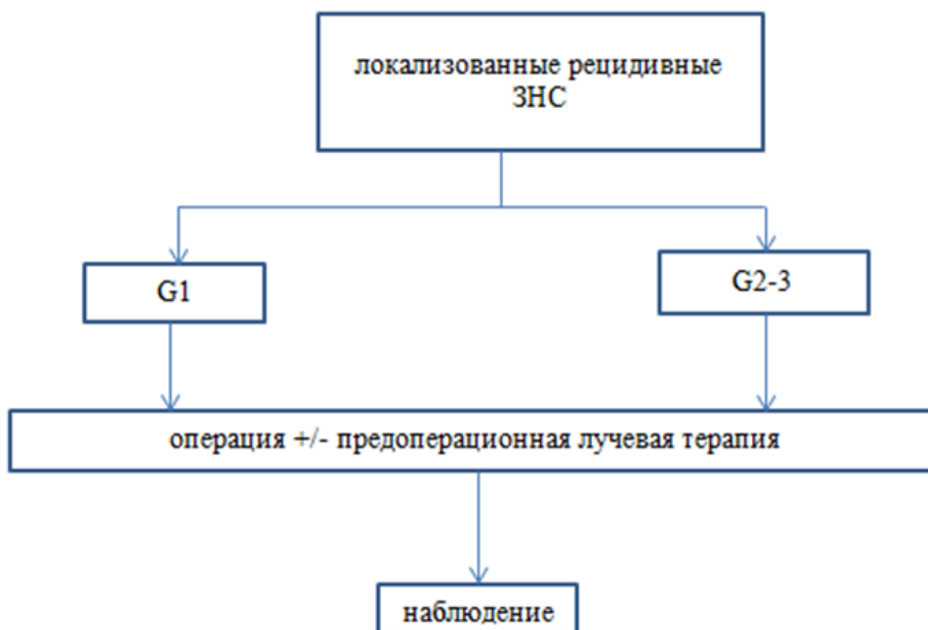 локализованные рецидивные
ЗНС
G1
G2-3
операция +/- предоперационная лучевая терапия
наблюдение